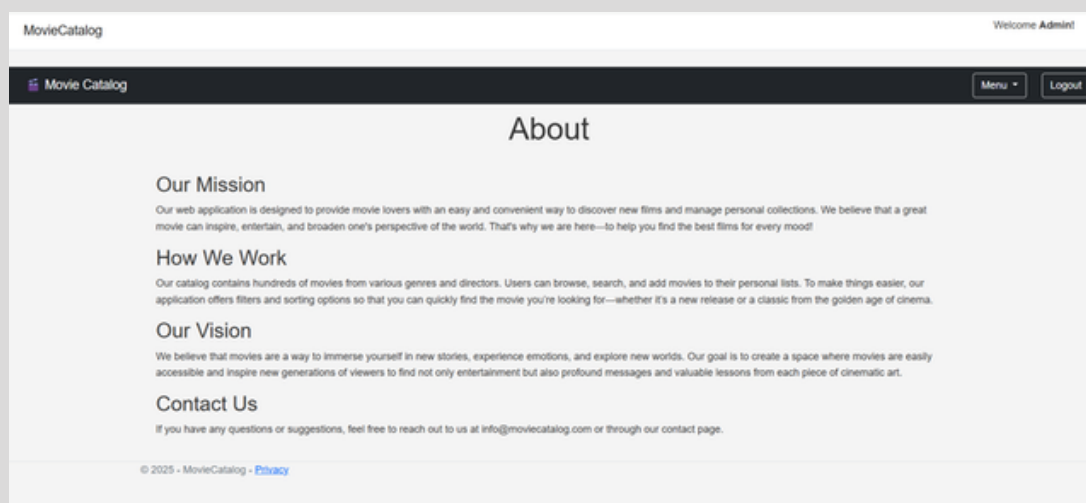 MovieCatalog
Welcome Admin!
Movie Catalog
Menu
Logout
About
Our Mission
Our web application is designed to provide movie lovers with an easy and convenient way to discover new films and manage personal collections. We believe that a great
movie can inspire, entertain, and broaden one's perspective of the world. That's why we are here—to help you find the best films for every mood!
How We Work
Our catalog contains hundreds of movies from various genres and directors. Users can browse, search, and add movies to their personal lists. To make things easier, our
application offers filters and sorting options so that you can quickly find the movie you're looking for—whether it's a new release or a classic from the golden age of cinema.
Our Vision
We believe that movies are a way to immerse yourself in new stories, experience emotions, and explore new worlds. Our goal is to create a space where movies are easily
accessible and inspire new generations of viewers to find not only entertainment but also profound messages and valuable lessons from each piece of cinematic art.
Contact Us
If you have any questions or suggestions, feel free to reach out to us at info@moviecatalog.com or through our contact page.
© 2025 - MovieCatalog - Privacy